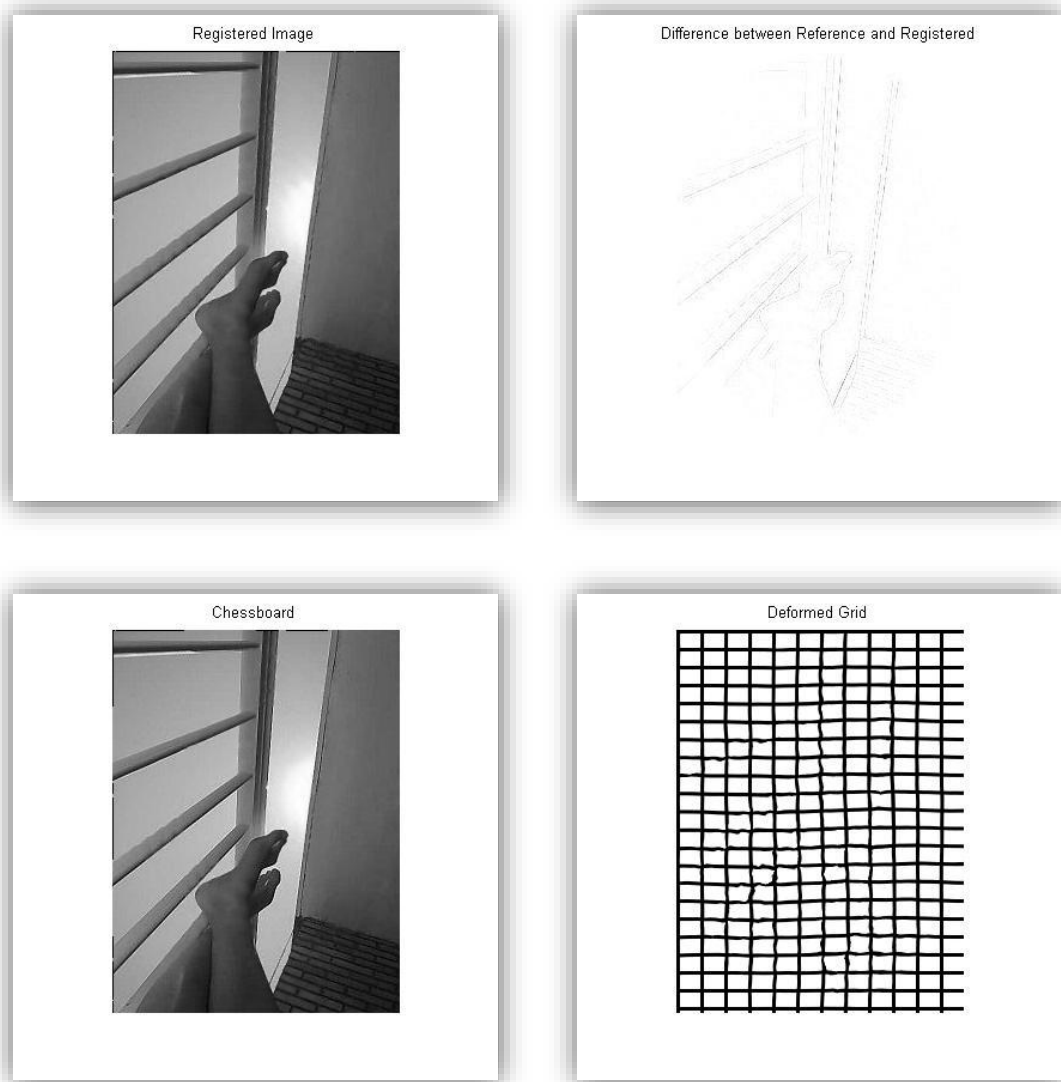 Registered Image
Difference between Reference and Registered
Chessboard
Deformed Grid